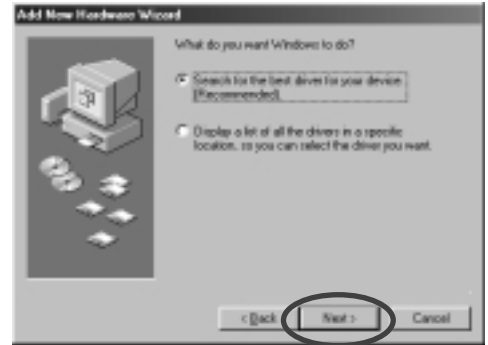 Add New Hardware Wizard
What do you want Windows to do?
Search for the best driver for your device.
(Recommended).
Display a list of all the drivers in a specific
location, so you can select the driver you want.
< Back Next > Cancel